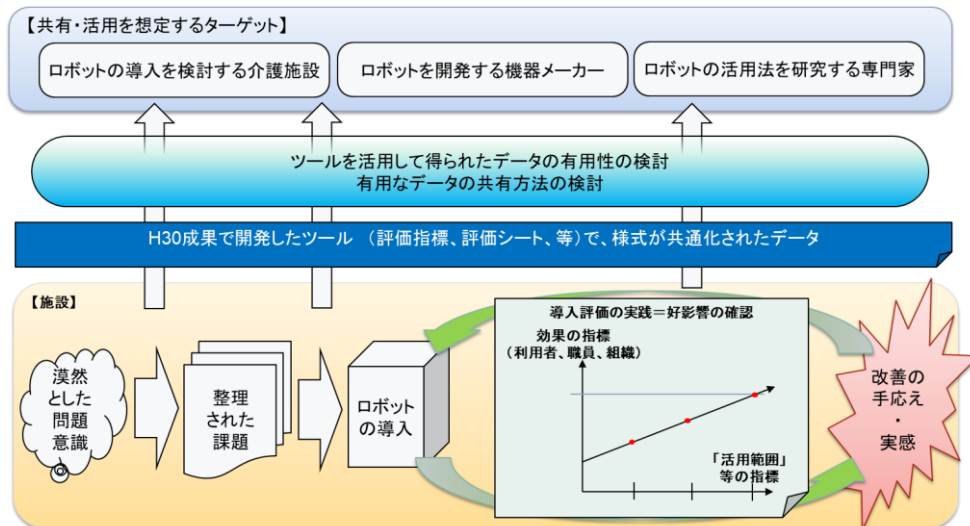 【共有・活用を想定するターゲット】
ロボットの導入を検討する介護施設
ロボットを開発する機器メーカー
ロボットの活用法を研究する専門家
ツールを活用して得られたデータの有用性の検討
有用なデータの共有方法の検討
H30成果で開発したツール （評価指標、評価シート、等）で、様式が共通化されたデータ
【施設】
漠然
とした
問題
意識
整理
された
課題
ロボット
の導入
導入評価の実践＝好影響の確認
効果の指標
（利用者、職員、組織）
「活用範囲」
等の指標
改善の
手応え
・
実感